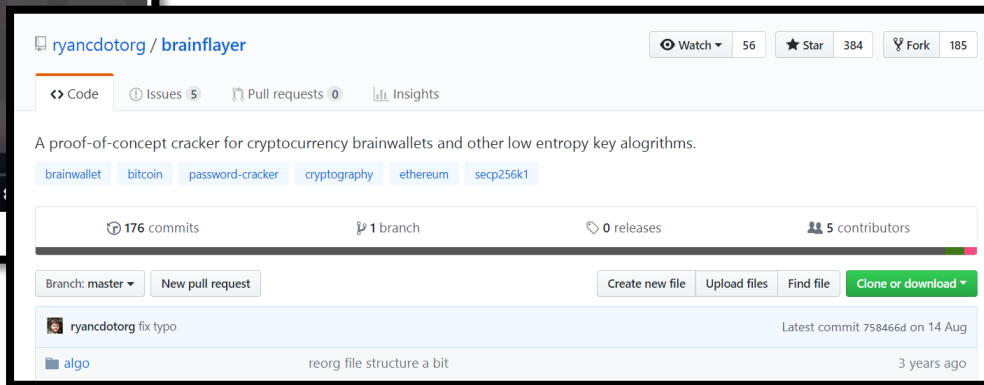 ryancdotorg / brainflayer
Watch 56 Star 384 Fork 185
Code Issues 5 Pull requests 0 Insights
A proof-of-concept cracker for cryptocurrency brainwallets and other low entropy key alogrithms.
brainwallet bitcoin password-cracker cryptography ethereum secp256k1
176 commits 1 branch 0 releases 5 contributors
Branch: master New pull request Create new file Upload files Find file Clone or download
ryancdotorg fix typo Latest commit 758466d on 14 Aug
algo reorg file structure a bit 3 years ago